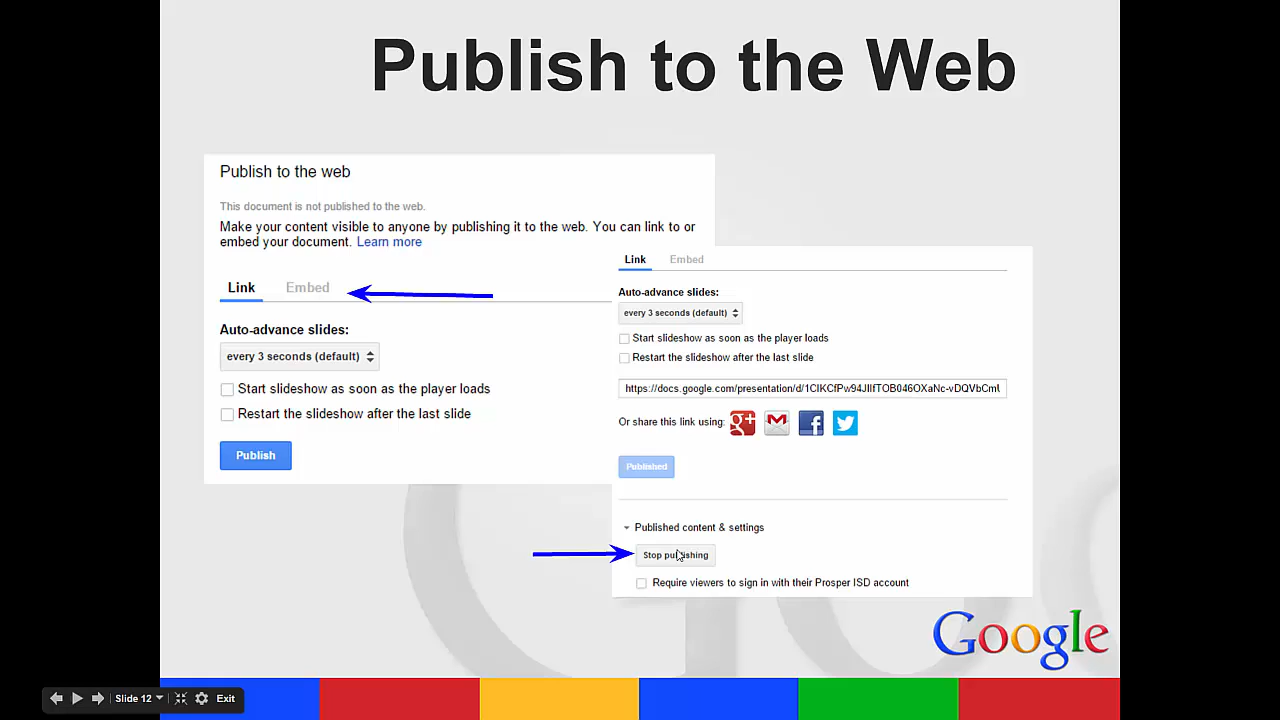 Publish to the Web
Publish to the web
This document is not published to the web.
Make your content visible to anyone by publishing it to the web. You can link to or
embed your document. Learn more
Link Embed
Auto-advance slides:
every 3 seconds (default)
Start slideshow as soon as the player loads
Restart the slideshow after the last slide
Publish
Link Embed
Auto-advance slides:
every 3 seconds (default)
Start slideshow as soon as the player loads
Restart the slideshow after the last slide
Or share this link using:
Published
Published content & settings
Stop publishing
Require viewers to sign in with their Prosper ISD account
Google
Slide 12 Exit